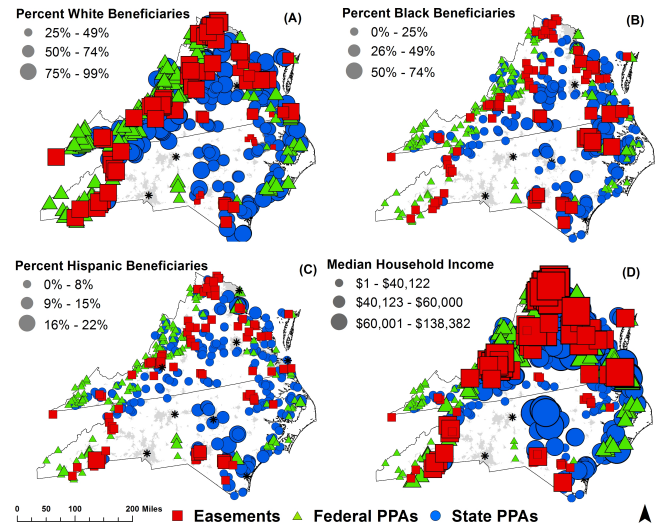 Percent White Beneficiaries
(A)
25% - 49%
50% - 74%
75% - 99%
Percent Black Beneficiaries
(B)
0% - 25%
26% - 49%
50% - 74%
Percent Hispanic Beneficiaries
(C)
0% - 8%
9% - 15%
16% - 22%
Median Household Income
(D)
$1 - $40,122
$40,123 - $60,000
$60,001 - $138,382
0 50 100 200 Miles
Easements Federal PPAs State PPAs